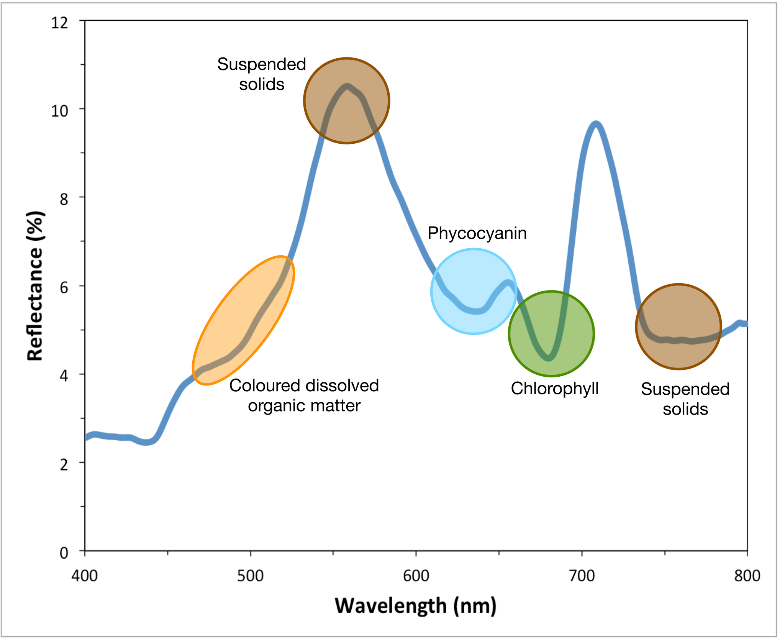 12
10
8
6
4
2
0
Reflectance (%)
Suspended
solids
Phycocyanin
Coloured dissolved
organic matter
Chlorophyll
Suspended
solids
400 500 600 700 800
Wavelength (nm)